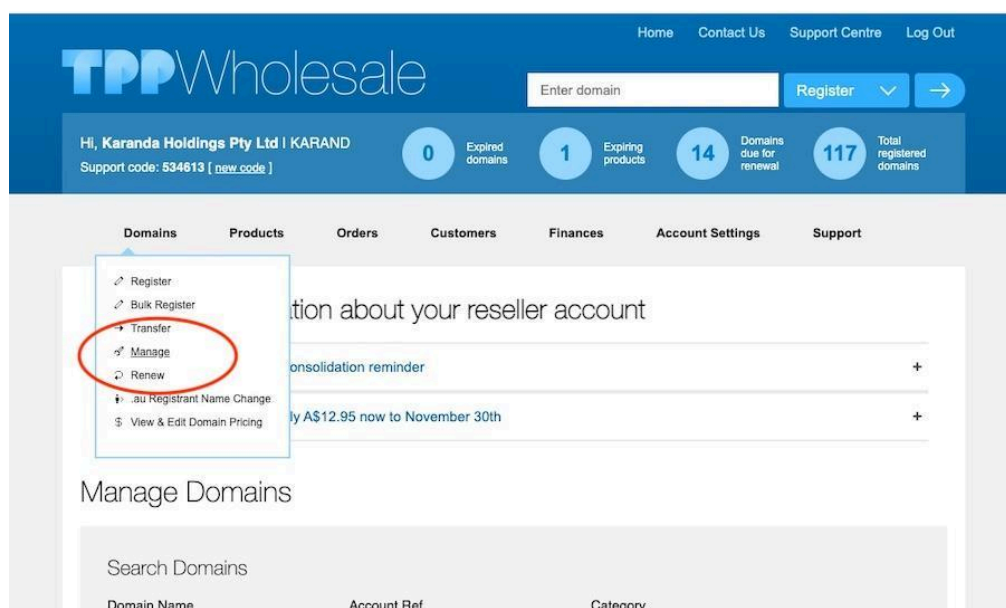 Home Contact Us Support Centre Log Out
TPPWholesale
Enter domain
Register
Hi, Karanda Holdings Pty Ltd | KARAND
Support code: 534613 [ new code ]
0 Expired domains
1 Expiring products
14 Domains due for renewal
117 Total registered domains
Domains Products Orders Customers Finances Account Settings Support
Register
Bulk Register
Transfer
Manage
Renew
.au Registrant Name Change
$ View & Edit Domain Pricing
tion about your reseller account
onsolidation reminder +
ly A$12.95 now to November 30th +
Manage Domains
Search Domains
Domain Name Account Ref Category